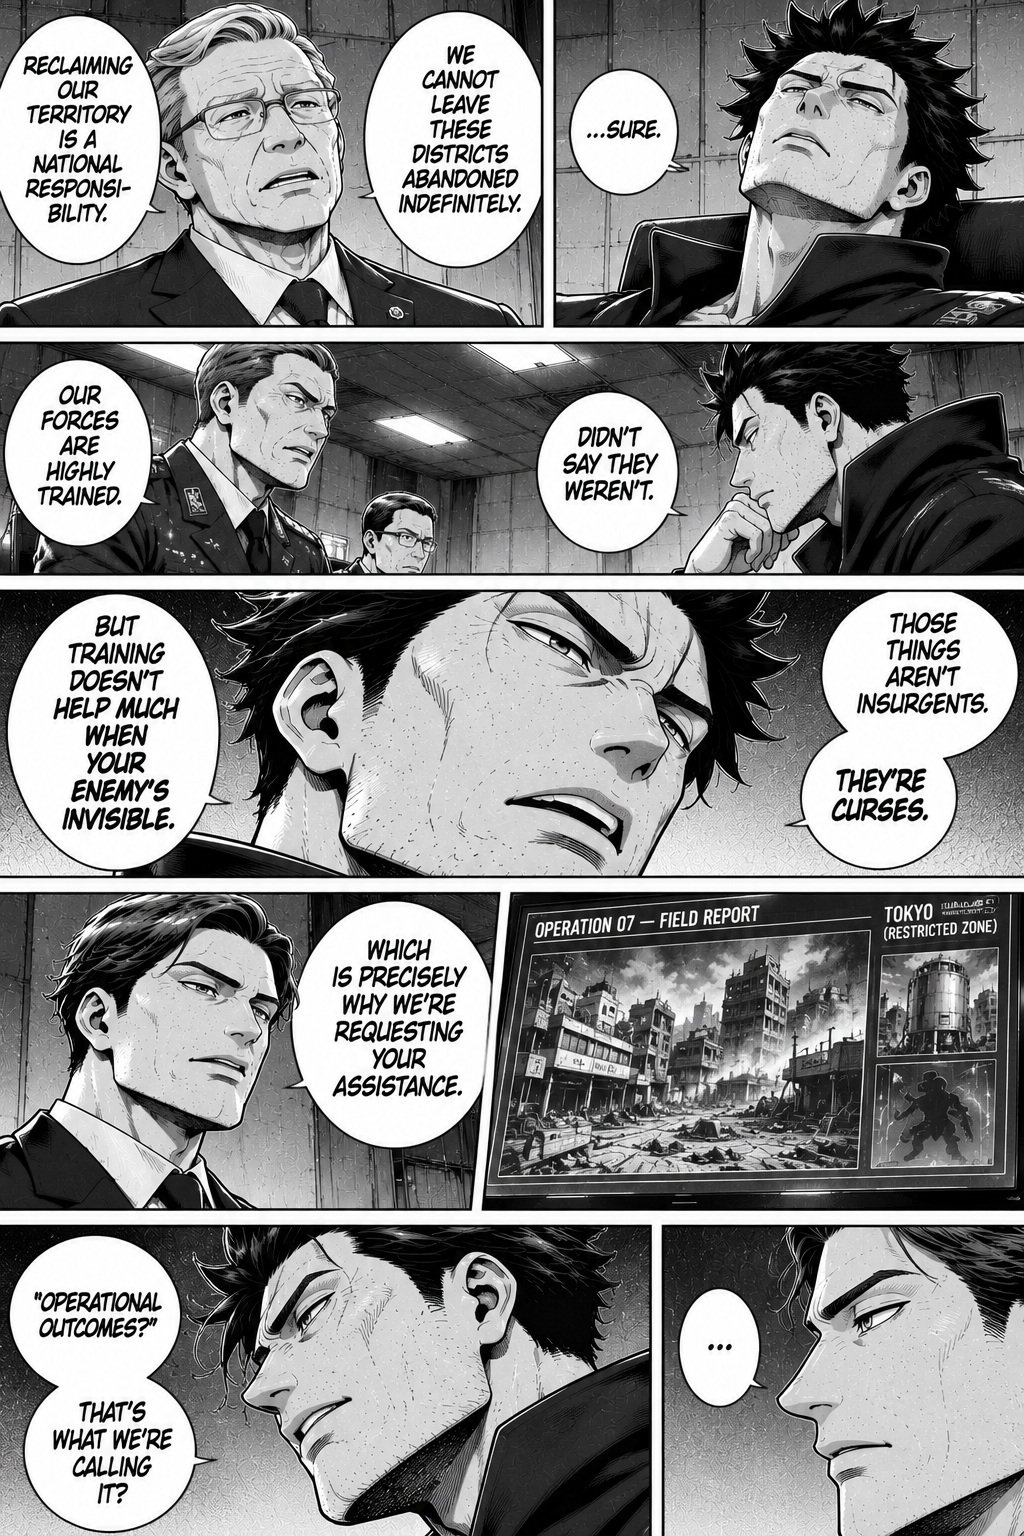 RECLAIMING
OUR
TERRITORY
IS A
NATIONAL
RESPONSI-
BILITY.
WE
CANNOT
LEAVE
THESE
DISTRICTS
ABANDONED
INDEFINITELY.
...SURE.
OUR
FORCES
ARE
HIGHLY
TRAINED.
DIDN'T
SAY THEY
WEREN'T.
BUT
TRAINING
DOESN'T
HELP MUCH
WHEN
YOUR
ENEMY'S
INVISIBLE.
THOSE
THINGS
AREN'T
INSURGENTS.
THEY'RE
CURSES.
WHICH
IS PRECISELY
WHY WE'RE
REQUESTING
YOUR
ASSISTANCE.
OPERATION 07 — FIELD REPORT
TOKYO
(RESTRICTED ZONE)
"OPERATIONAL
OUTCOMES?"
THAT'S
WHAT WE'RE
CALLING
IT?
...